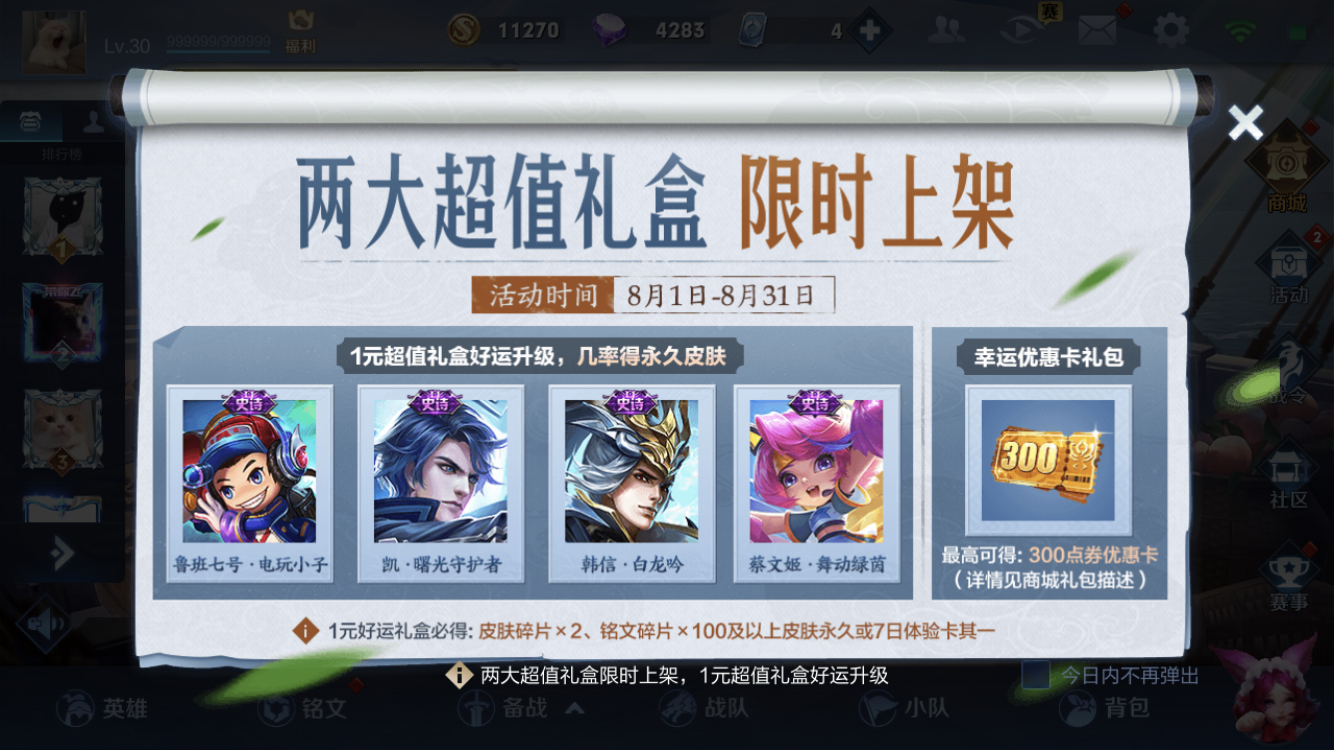 Lv.30
999999/999999
福利
11270
4283
4
赛
排行榜
1
2
3
两大超值礼盒 限时上架
活动时间 8月1日-8月31日
1元超值礼盒好运升级，几率得永久皮肤
史诗
鲁班七号·电玩小子
史诗
凯·曙光守护者
史诗
韩信·白龙吟
史诗
蔡文姬·舞动绿茵
幸运优惠卡礼包
300
最高可得: 300点券优惠卡
（详情见商城礼包描述）
1元好运礼盒必得: 皮肤碎片×2、铭文碎片×100及以上皮肤永久或7日体验卡其一
两大超值礼盒限时上架，1元超值礼盒好运升级
今日内不再弹出
商城
2
活动
战令
社区
赛事
英雄
铭文
备战
战队
小队
背包